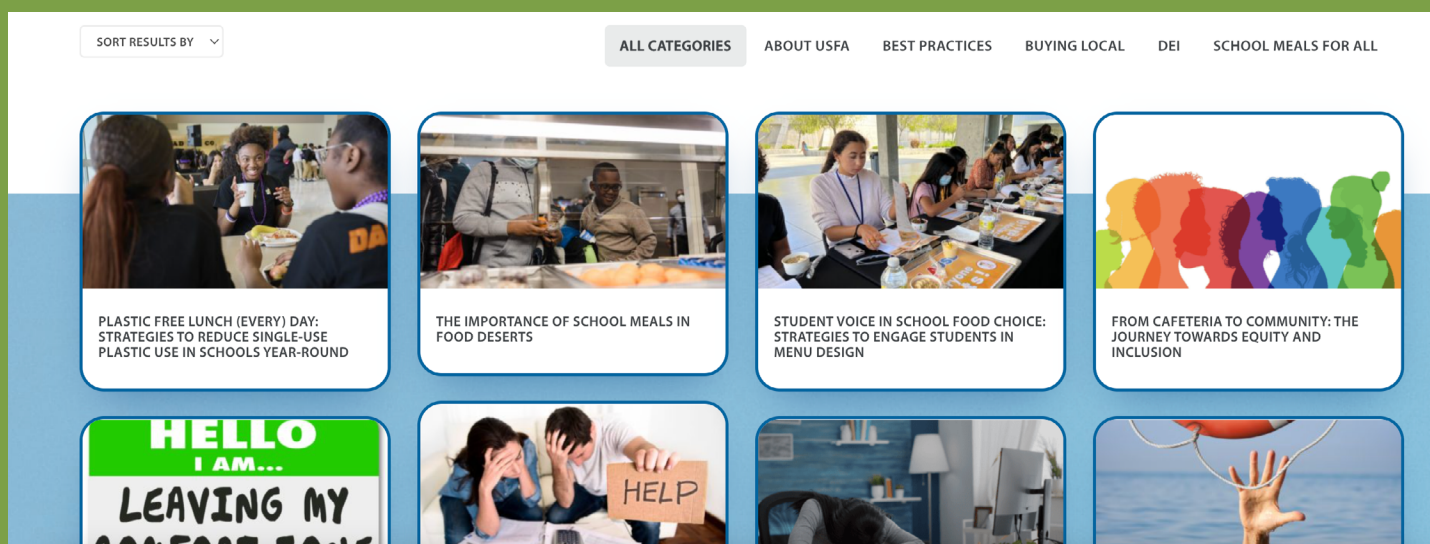 SORT RESULTS BY
ALL CATEGORIES
ABOUT USFA
BEST PRACTICES
BUYING LOCAL
DEI
SCHOOL MEALS FOR ALL
DA
PLASTIC FREE LUNCH (EVERY) DAY:
STRATEGIES TO REDUCE SINGLE-USE
PLASTIC USE IN SCHOOLS YEAR-ROUND
THE IMPORTANCE OF SCHOOL MEALS IN
FOOD DESERTS
STUDENT VOICE IN SCHOOL FOOD CHOICE:
STRATEGIES TO ENGAGE STUDENTS IN
MENU DESIGN
FROM CAFETERIA TO COMMUNITY: THE
JOURNEY TOWARDS EQUITY AND
INCLUSION
HELLO
I AM...
LEAVING MY
COMFORT ZONE
HELP